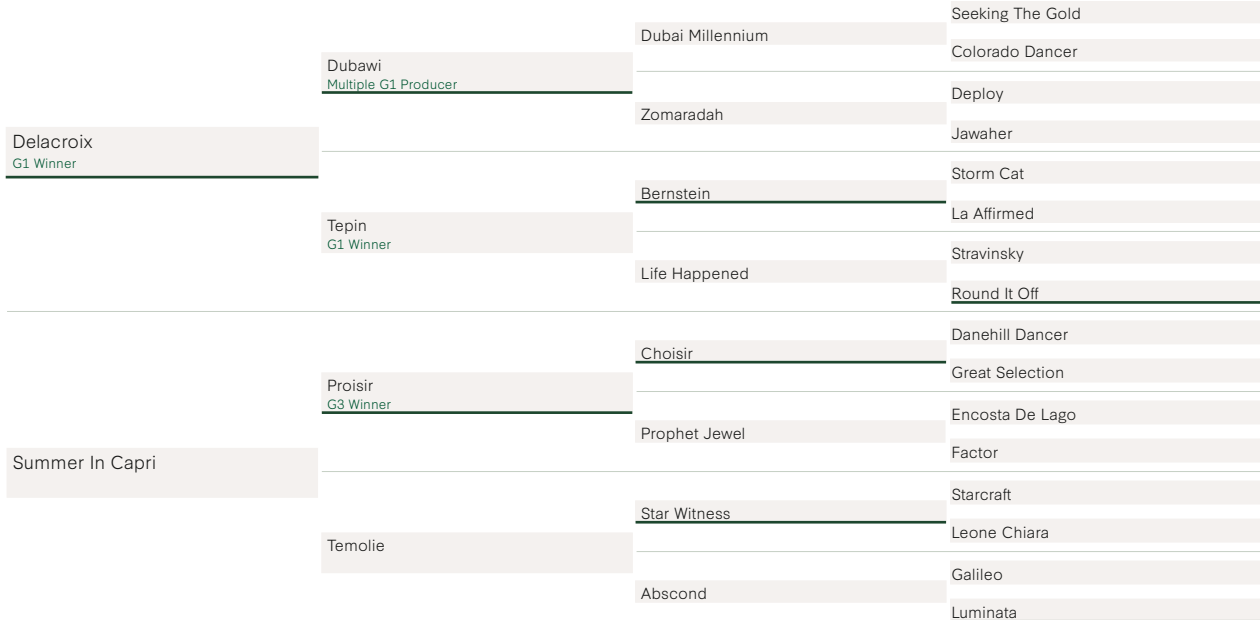 Seeking The Gold
Dubai Millennium
Colorado Dancer
Dubawi
Multiple G1 Producer
Deploy
Zomaradah
Jawaher
Delacroix
G1 Winner
Storm Cat
Bernstein
La Affirmed
Tepin
G1 Winner
Stravinsky
Life Happened
Round It Off
Danehill Dancer
Choisir
Great Selection
Proisir
G3 Winner
Encosta De Lago
Prophet Jewel
Factor
Summer In Capri
Starcraft
Star Witness
Leone Chiara
Temolie
Galileo
Abscond
Luminata